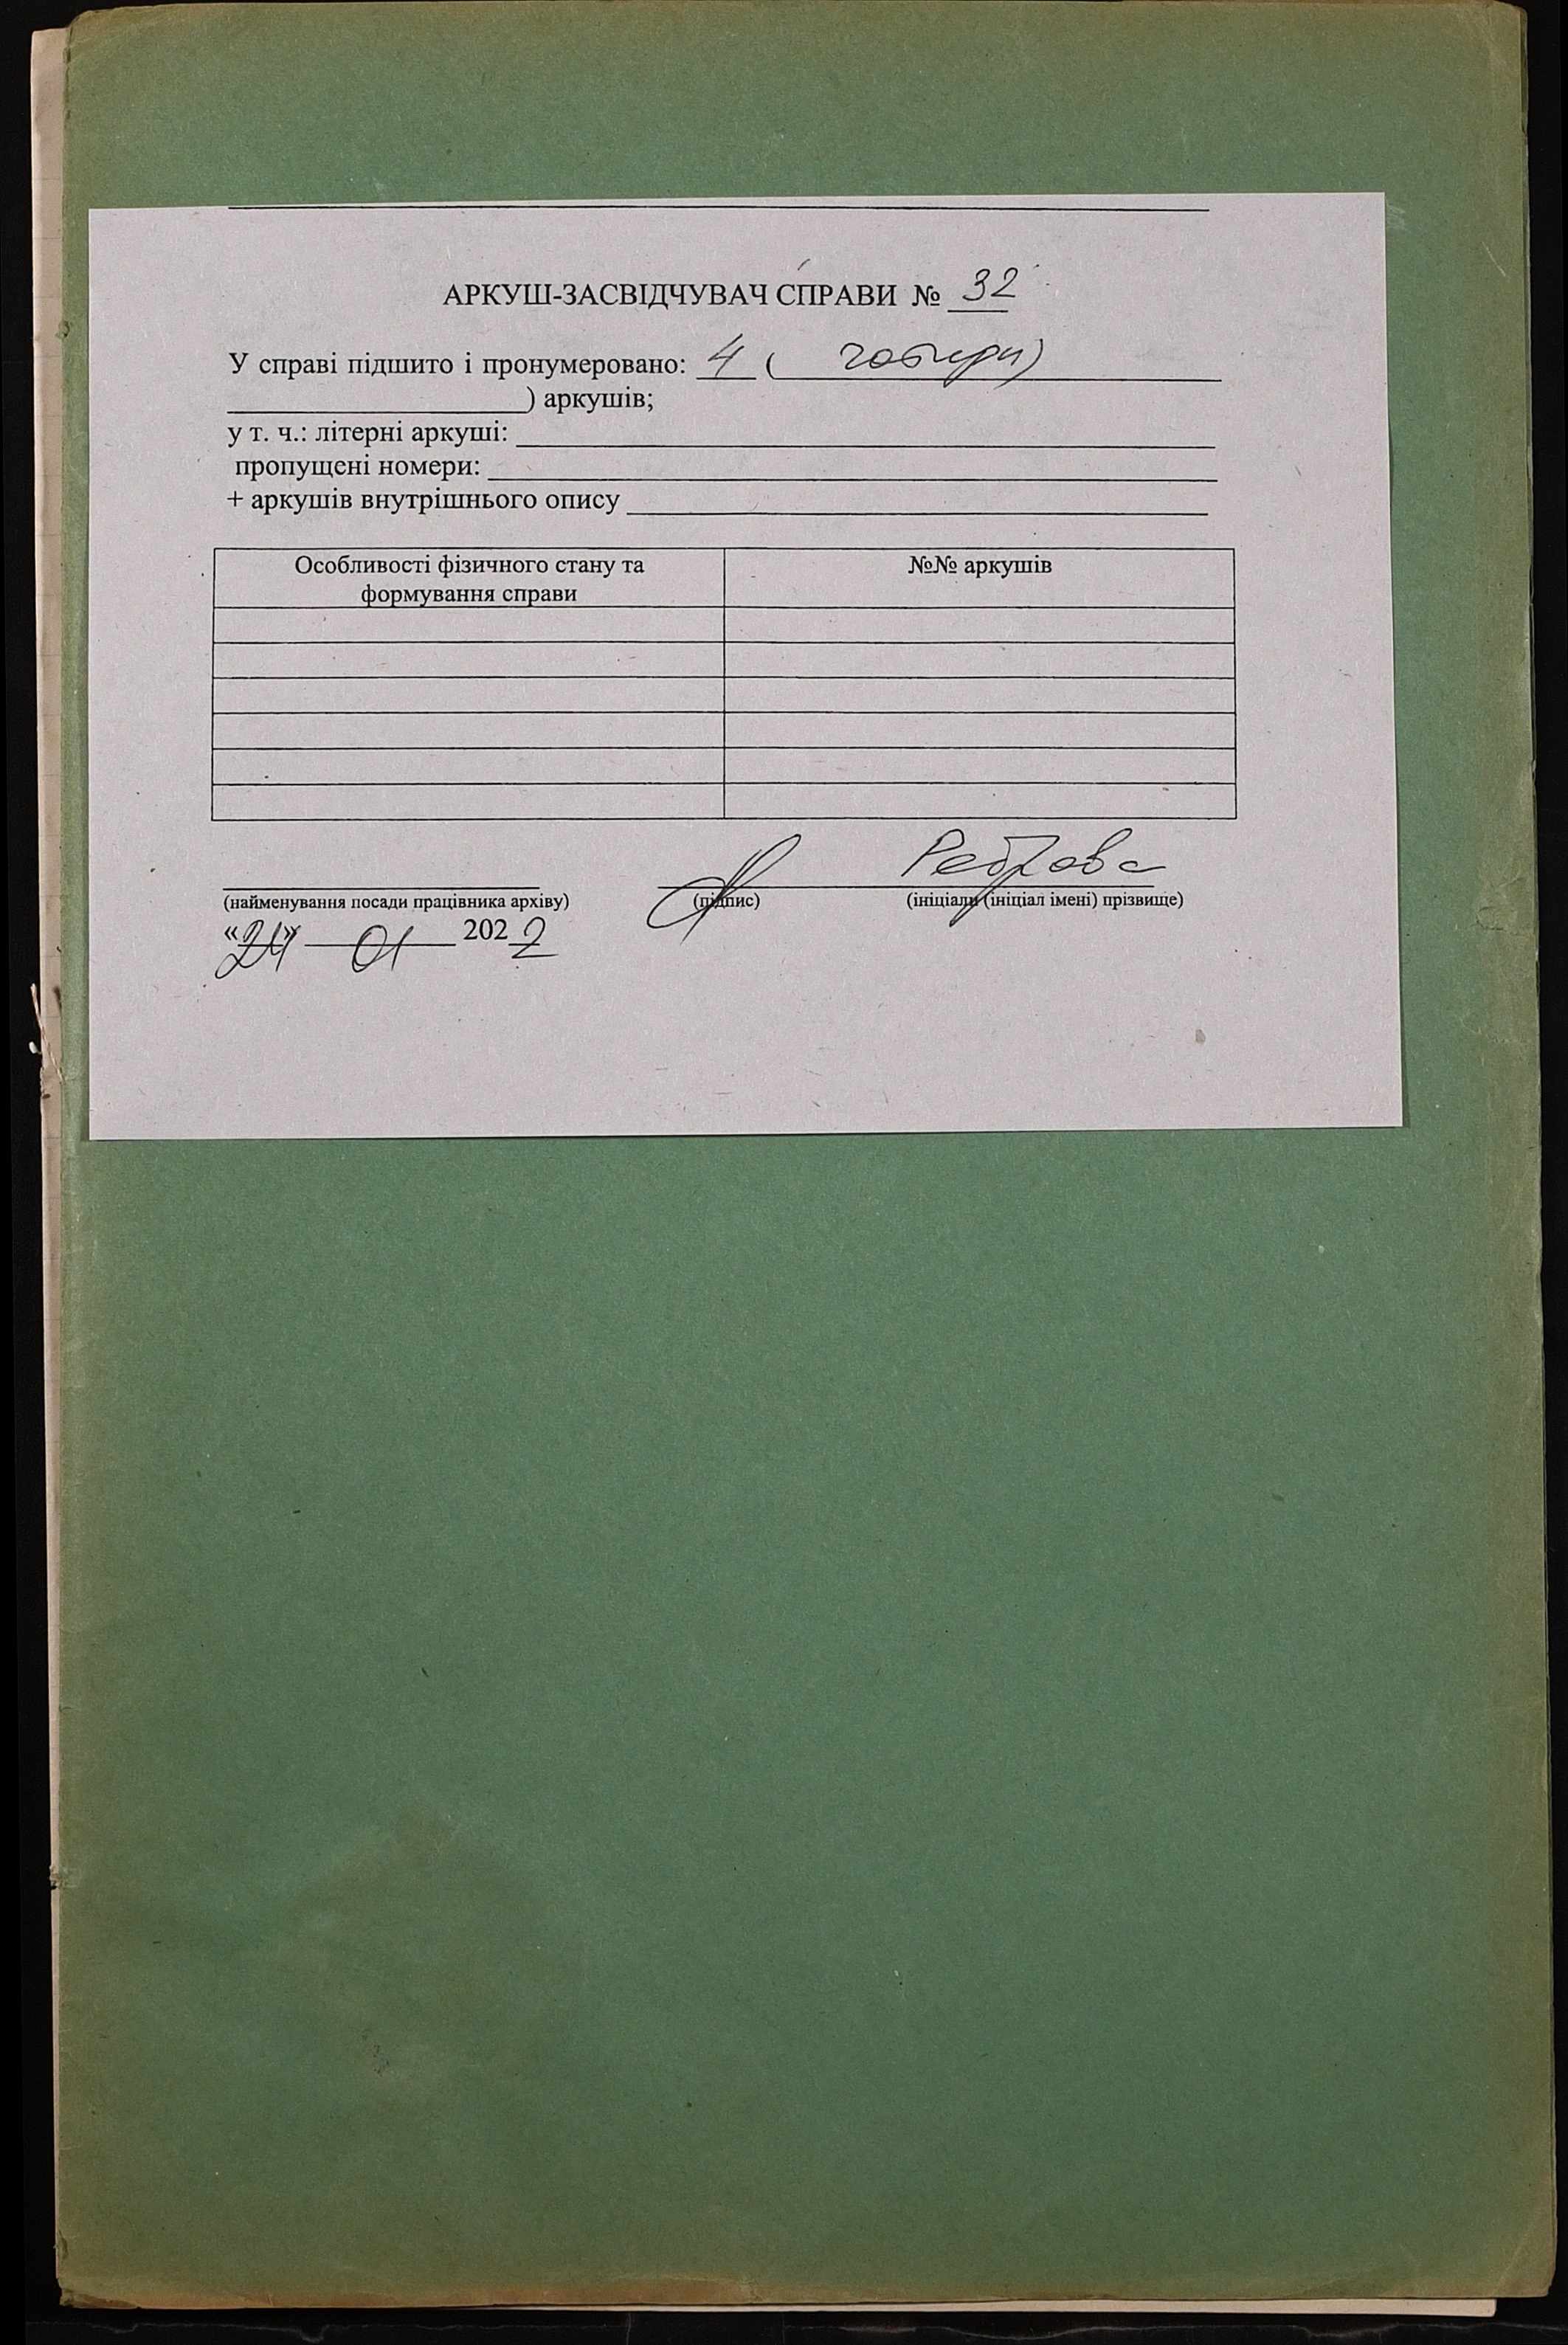 АРКУШ-ЗАСВІДЧУВАЧ СПРАВИ № 32
У справі підшито і пронумеровано: 4 ( чотири)
) аркушів;
у т. ч.: літерні аркуші:
пропущені номери:
+ аркушів внутрішнього опису
Особливості фізичного стану та формування справи | №№ аркушів
Реброва
(найменування посади працівника архіву) (підпис) (ініціали (ініціал імені) прізвище)
«24» 01 2022